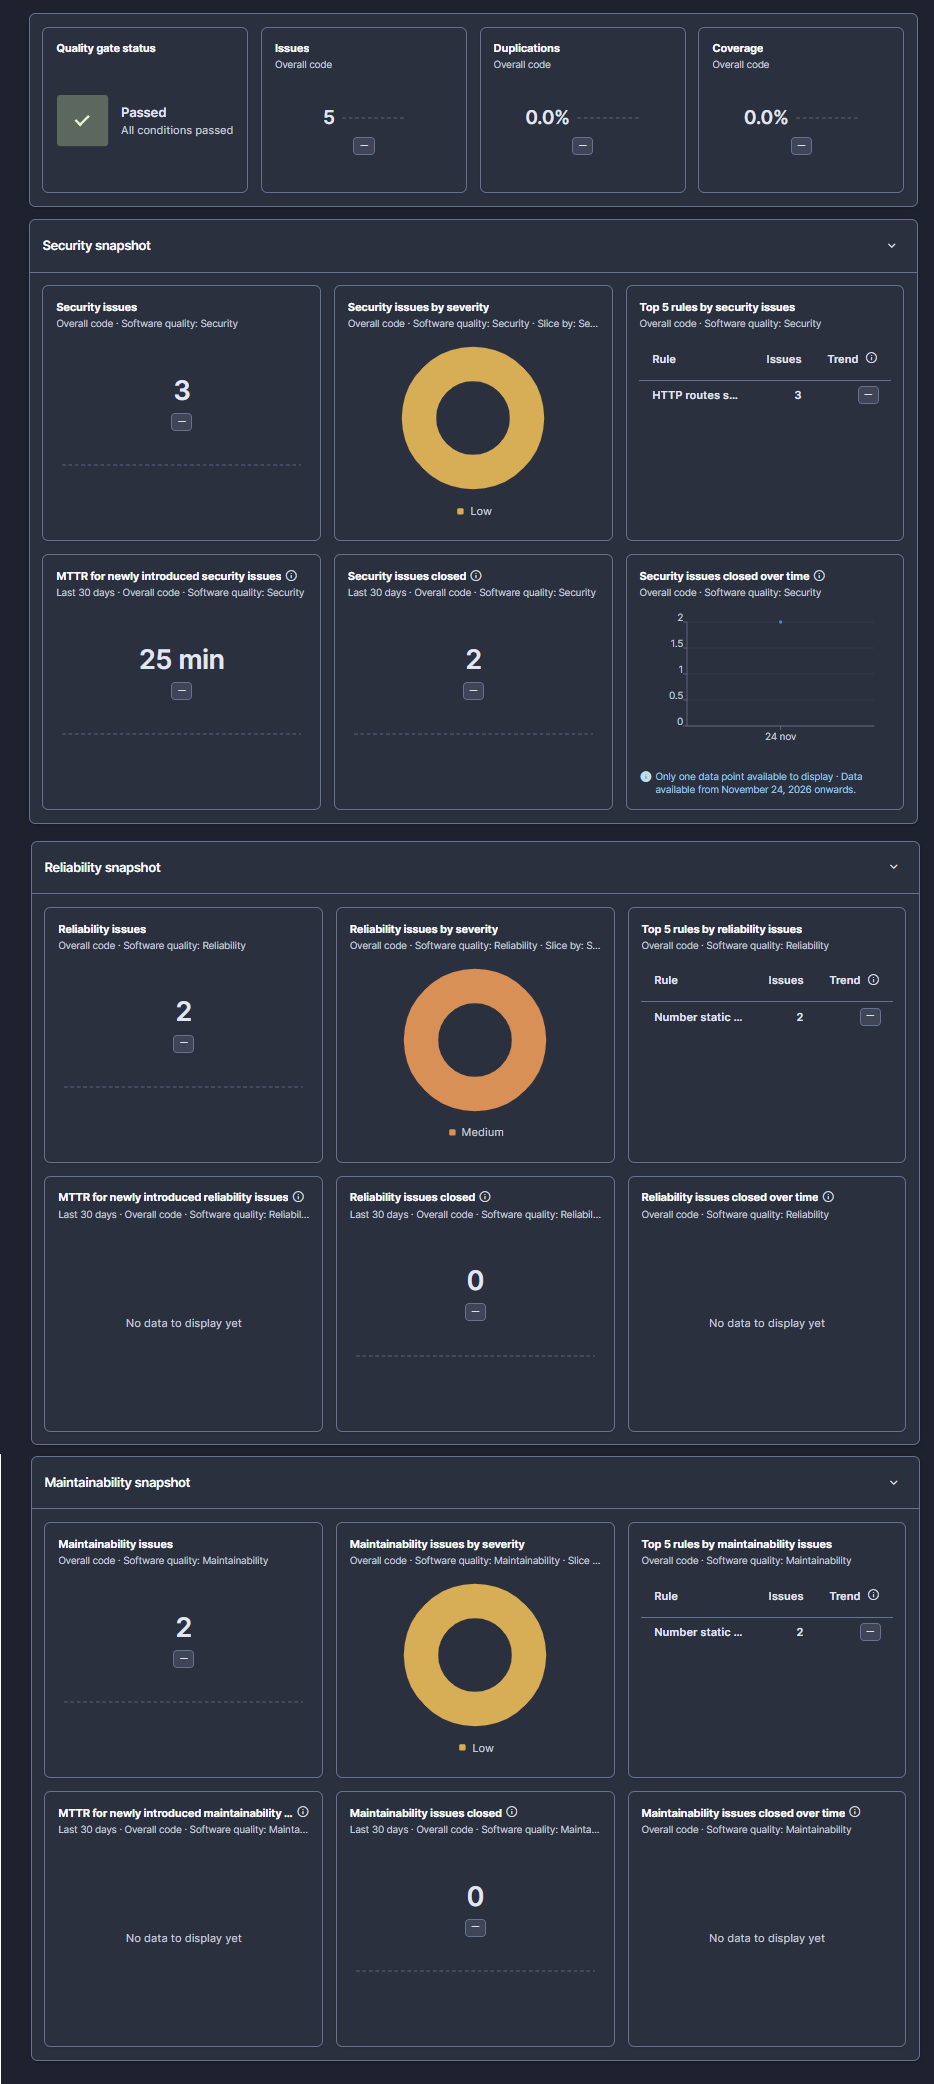 Quality gate status
Passed
All conditions passed
Issues
Overall code
5
Duplications
Overall code
0.0%
Coverage
Overall code
0.0%
Security snapshot
Security issues
Overall code · Software quality: Security
3
Security issues by severity
Overall code · Software quality: Security · Slice by: Se...
Low
Top 5 rules by security issues
Overall code · Software quality: Security
Rule Issues Trend
HTTP routes s... 3
MTTR for newly introduced security issues
Last 30 days · Overall code · Software quality: Security
25 min
Security issues closed
Last 30 days · Overall code · Software quality: Security
2
Security issues closed over time
Overall code · Software quality: Security
2
1.5
1
0.5
0
24 nov
Only one data point available to display · Data
available from November 24, 2026 onwards.
Reliability snapshot
Reliability issues
Overall code · Software quality: Reliability
2
Reliability issues by severity
Overall code · Software quality: Reliability · Slice by: S...
Medium
Top 5 rules by reliability issues
Overall code · Software quality: Reliability
Rule Issues Trend
Number static ... 2
MTTR for newly introduced reliability issues
Last 30 days · Overall code · Software quality: Reliabil...
No data to display yet
Reliability issues closed
Last 30 days · Overall code · Software quality: Reliabil...
0
Reliability issues closed over time
Overall code · Software quality: Reliability
No data to display yet
Maintainability snapshot
Maintainability issues
Overall code · Software quality: Maintainability
2
Maintainability issues by severity
Overall code · Software quality: Maintainability · Slice ...
Low
Top 5 rules by maintainability issues
Overall code · Software quality: Maintainability
Rule Issues Trend
Number static ... 2
MTTR for newly introduced maintainability ...
Last 30 days · Overall code · Software quality: Mainta...
No data to display yet
Maintainability issues closed
Last 30 days · Overall code · Software quality: Mainta...
0
Maintainability issues closed over time
Overall code · Software quality: Maintainability
No data to display yet